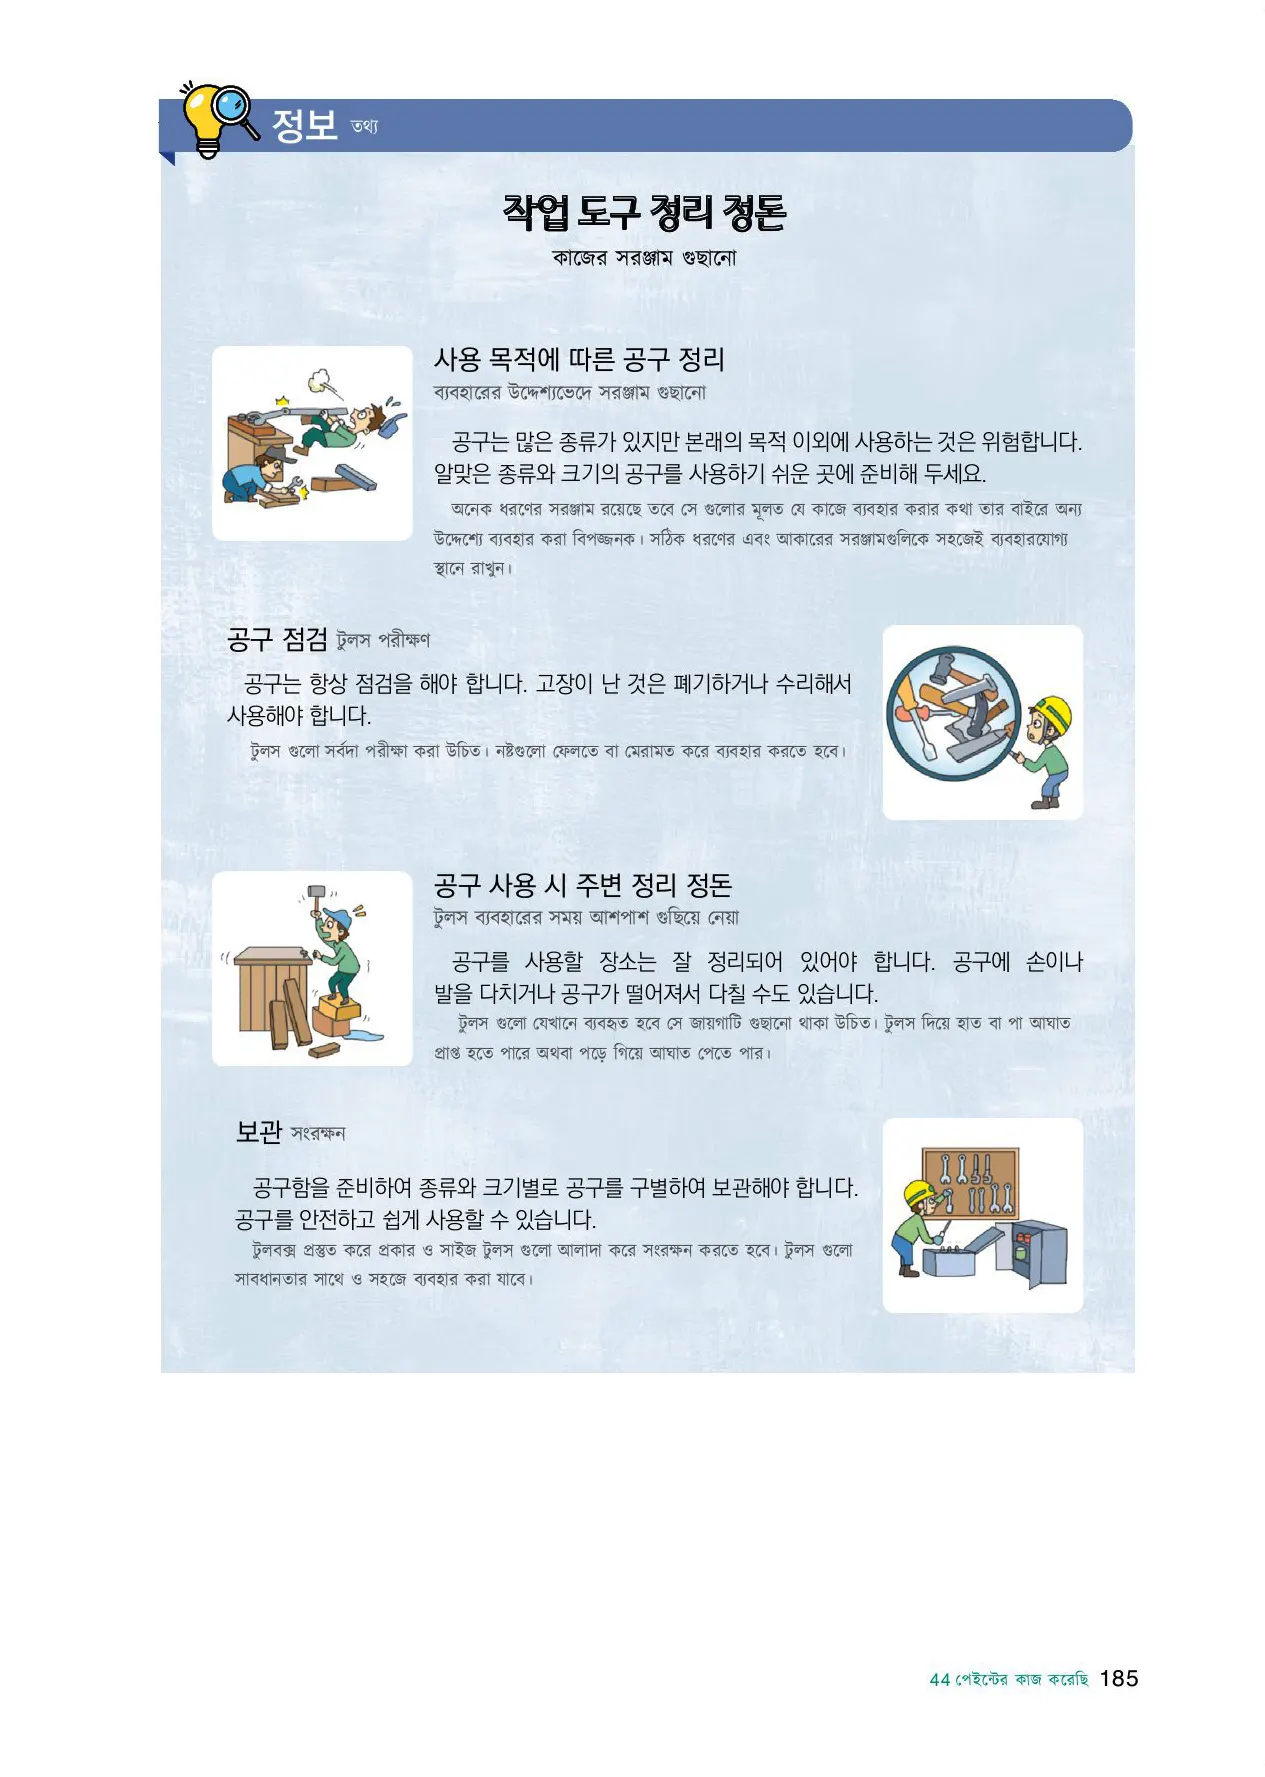 정보 তথ্য
작업 도구 정리 정돈
কাজের সরঞ্জাম গুছানো
사용 목적에 따른 공구 정리
ব্যবহারের উদ্দেশ্যভেদে সরঞ্জাম গুছানো
공구는 많은 종류가 있지만 본래의 목적 이외에 사용하는 것은 위험합니다.
알맞은 종류와 크기의 공구를 사용하기 쉬운 곳에 준비해 두세요.
অনেক ধরণের সরঞ্জাম রয়েছে তবে সে গুলোর মূলত যে কাজে ব্যবহার করার কথা তার বাইরে অন্য
উদ্দেশ্যে ব্যবহার করা বিপজ্জনক। সঠিক ধরণের এবং আকারের সরঞ্জামগুলিকে সহজেই ব্যবহারযোগ্য
স্থানে রাখুন।
공구 점검 টুলস পরীক্ষণ
공구는 항상 점검을 해야 합니다. 고장이 난 것은 폐기하거나 수리해서
사용해야 합니다.
টুলস গুলো সর্বদা পরীক্ষা করা উচিত। নষ্টগুলো ফেলতে বা মেরামত করে ব্যবহার করতে হবে।
공구 사용 시 주변 정리 정돈
টুলস ব্যবহারের সময় আশপাশ গুছিয়ে নেয়া
공구를 사용할 장소는 잘 정리되어 있어야 합니다. 공구에 손이나
발을 다치거나 공구가 떨어져서 다칠 수도 있습니다.
টুলস গুলো যেখানে ব্যবহৃত হবে সে জায়গাটি গুছানো থাকা উচিত। টুলস দিয়ে হাত বা পা আঘাত
প্রাপ্ত হতে পারে অথবা পড়ে গিয়ে আঘাত পেতে পার।
보관 সংরক্ষন
공구함을 준비하여 종류와 크기별로 공구를 구별하여 보관해야 합니다.
공구를 안전하고 쉽게 사용할 수 있습니다.
টুলবক্স প্রস্তুত করে প্রকার ও সাইজ টুলস গুলো আলাদা করে সংরক্ষন করতে হবে। টুলস গুলো
সাবধানতার সাথে ও সহজে ব্যবহার করা যাবে।
44 পেইন্টের কাজ করেছি 185